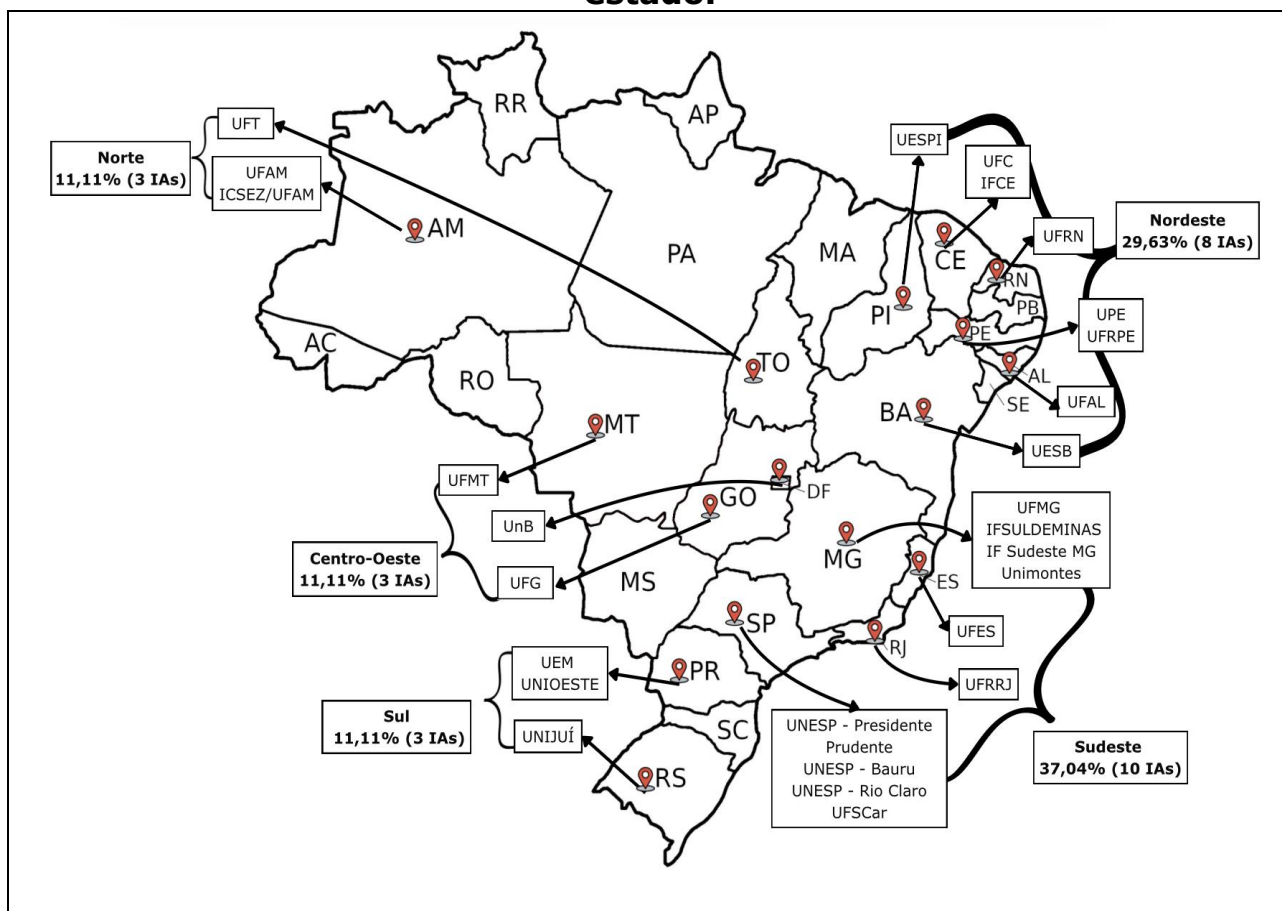 estado.
RR
AP
UFT
Norte
11,11% (3 IAs)
UFAM
ICSEZ/UFAM
AM
PA
MA
UESPI
UFC
IFCE
CE
UFRN
Nordeste
29,63% (8 IAs)
RN
PB
PI
PE
UPE
UFRPE
AC
RO
TO
AL
SE
UFAL
BA
MT
UESB
UFMT
DF
GO
UnB
UFMG
IFSULDEMINAS
IF Sudeste MG
Unimontes
MG
Centro-Oeste
11,11% (3 IAs)
UFG
MS
ES
SP
UFES
RJ
UEM
UNIOESTE
PR
UFRRJ
Sul
11,11% (3 IAs)
UNIJUÍ
SC
RS
UNESP - Presidente
Prudente
UNESP - Bauru
UNESP - Rio Claro
UFSCar
Sudeste
37,04% (10 IAs)